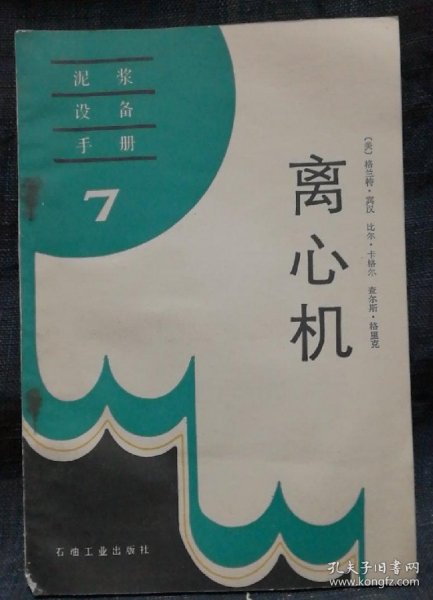 泥浆
设备
手册
7
离心机
〔美〕格兰特·宾汉 比尔·卡格尔 查尔斯·格里克
石油工业出版社
孔夫子旧书网
www.kongfz.com